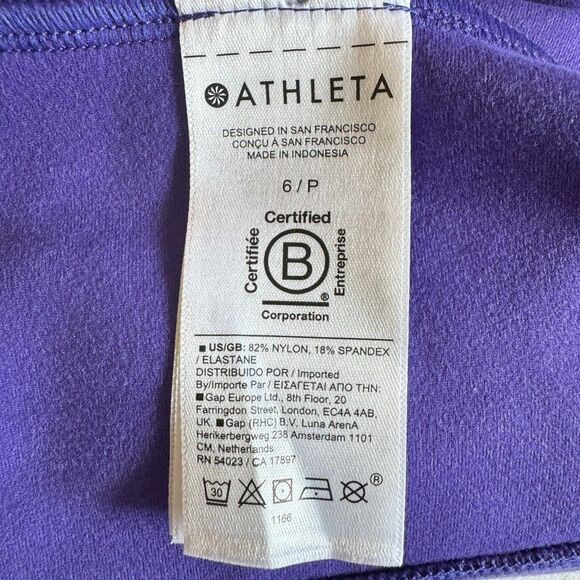 ATHLETA
DESIGNED IN SAN FRANCISCO
CONÇU À SAN FRANCISCO
MADE IN INDONESIA
6 / P
Certified
Certifiée
B
Entreprise
®
Corporation
■ US/GB: 82% NYLON, 18% SPANDEX
/ ELASTANE
DISTRIBUIDO POR / Imported
By/Importe Par / ΕΙΣΑΓΕΤΑΙ ΑΠΟ ΤΗΝ:
■Gap Europe Ltd., 8th Floor, 20
Farringdon Street, London, EC4A 4AB,
UK. ■Gap (RHC) B.V. Luna ArenA
Herikerbergweg 238 Amsterdam 1101
CM, Netherlands
RN 54023 / CA 17897
30
®
1166